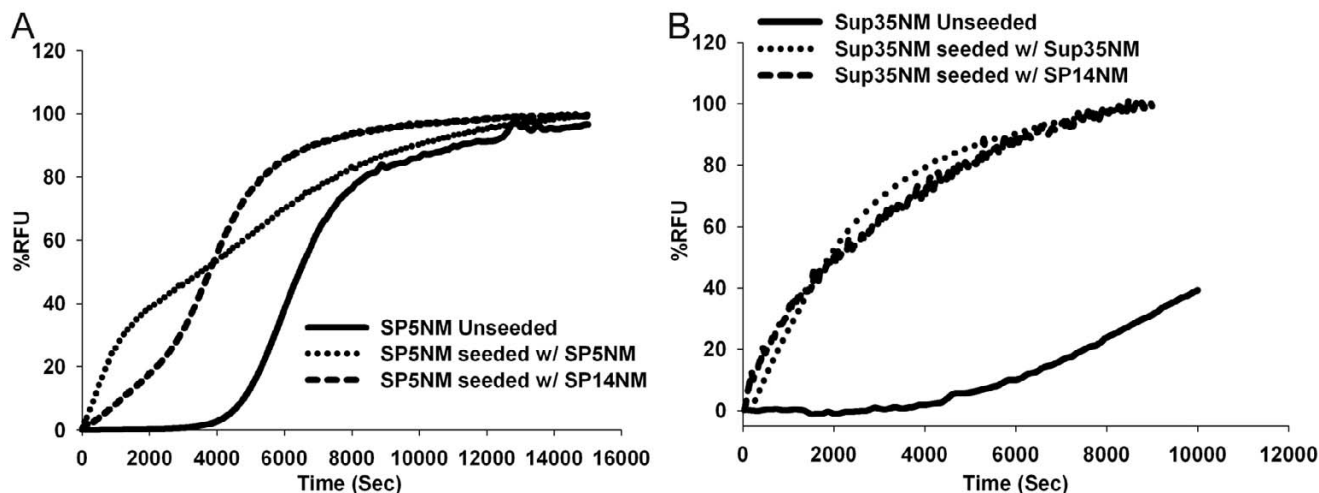 A
120
100
80
60
40
20
0
%RFU
SP5NM Unseeded
SP5NM seeded w/ SP5NM
SP5NM seeded w/ SP14NM
0 2000 4000 6000 8000 10000 12000 14000 16000
Time (Sec)
B
Sup35NM Unseeded
Sup35NM seeded w/ Sup35NM
Sup35NM seeded w/ SP14NM
120
100
80
60
40
20
0
%RFU
0 2000 4000 6000 8000 10000 12000
Time (Sec)